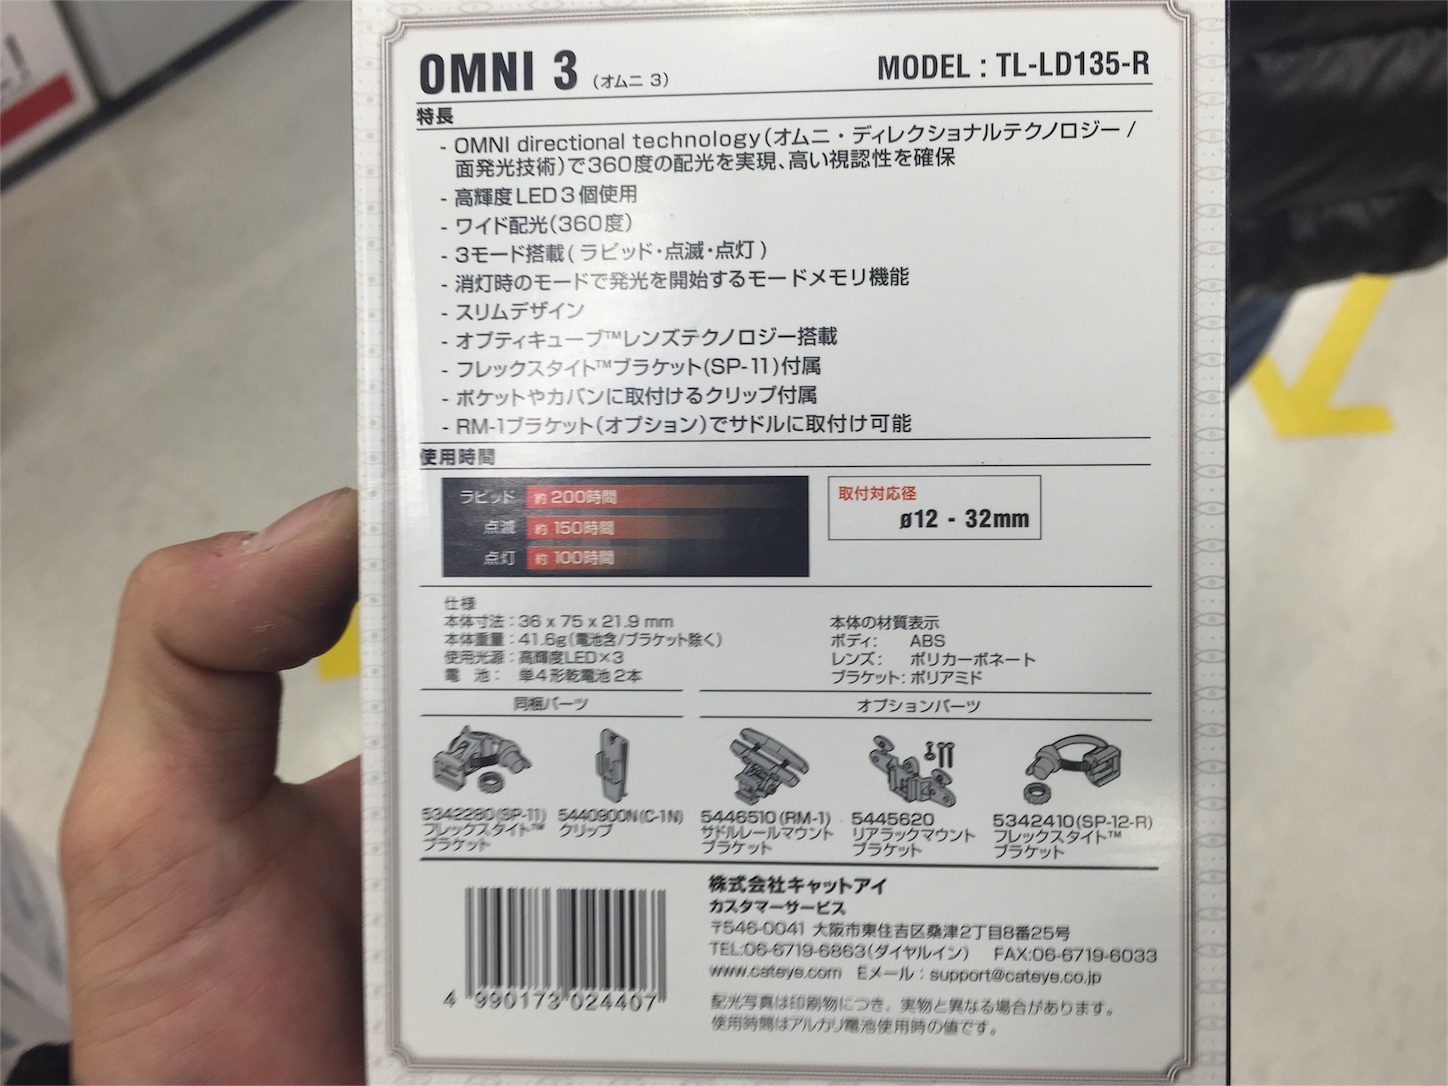 OMNI 3 (オムニ 3)
MODEL : TL-LD135-R
特長
- OMNI directional technology(オムニ・ディレクショナルテクノロジー /
面発光技術)で360度の配光を実現、高い視認性を確保
- 高輝度LED3個使用
- ワイド配光(360度)
- 3モード搭載( ラピッド・点滅・点灯 )
- 消灯時のモードで発光を開始するモードメモリ機能
- スリムデザイン
- オプティキューブ™レンズテクノロジー搭載
- フレックスタイト™ブラケット(SP-11)付属
- ポケットやカバンに取付けるクリップ付属
- RM-1ブラケット(オプション)でサドルに取付け可能
使用時間
ラピッド 約200時間
点滅 約150時間
点灯 約100時間
取付対応径
ø12 - 32mm
仕様
本体寸法：36 x 75 x 21.9 mm
本体重量：41.6g(電池含/ブラケット除く)
使用光源：高輝度LED×3
電　池：　単4形乾電池2本
本体の材質表示
ボディ：　ABS
レンズ：　ポリカーボネート
ブラケット：ポリアミド
同梱パーツ
オプションパーツ
5342280(SP-11)
フレックスタイト™
ブラケット
5440900N(C-1N)
クリップ
5446510(RM-1)
サドルレールマウント
ブラケット
5445620
リアラックマウント
ブラケット
5342410(SP-12-R)
フレックスタイト™
ブラケット
4 990173 024407
株式会社キャットアイ
カスタマーサービス
〒546-0041 大阪市東住吉区桑津2丁目8番25号
TEL:06-6719-6863(ダイヤルイン)　FAX:06-6719-6033
www.cateye.com　Eメール：support@cateye.co.jp
配光写真は印刷物につき、実物と異なる場合があります。
使用時間はアルカリ電池使用時の値です。